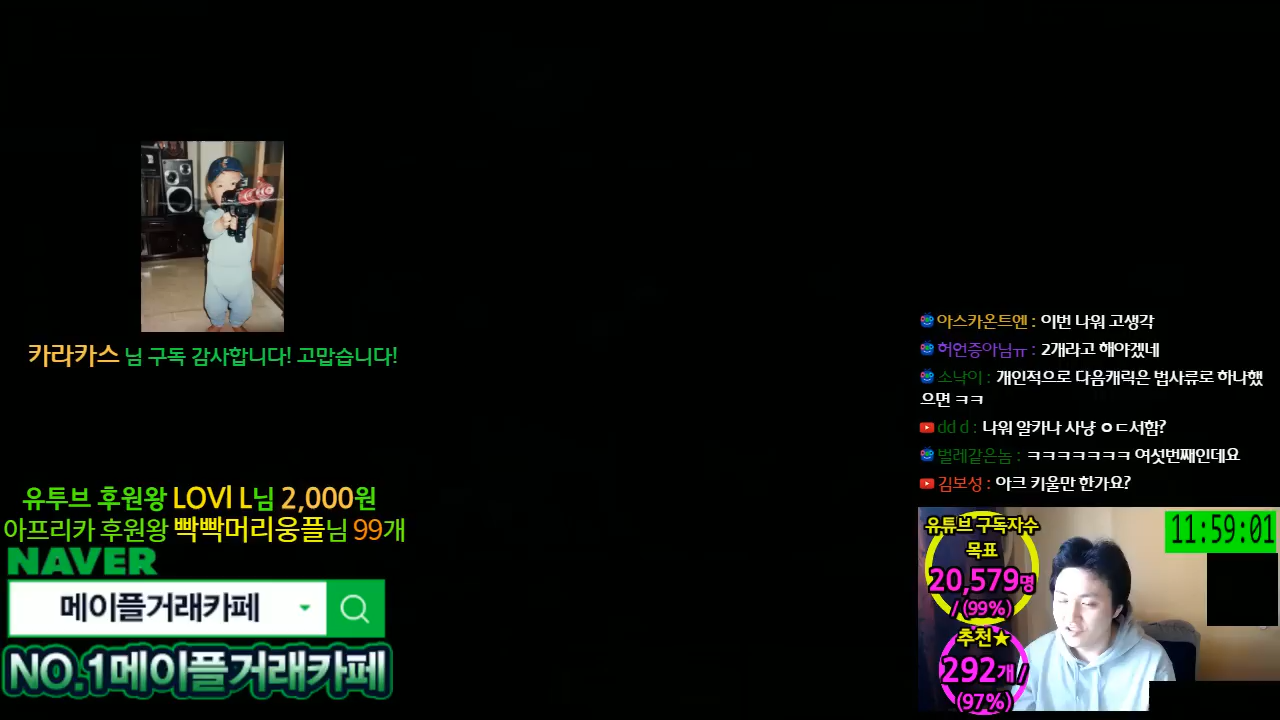 카라카스 님 구독 감사합니다! 고맙습니다!
유튜브 후원왕 LOVl L님 2,000원
아프리카 후원왕 빡빡머리웅플님 99개
NAVER
메이플거래카페
NO.1메이플거래카페
아스카온트엔 : 이번 나워 고생각
허언증아님ㅠ : 2개라고 해야겠네
소낙이 : 개인적으로 다음캐릭은 법사류로 하나했
으면 ㅋㅋ
dd d : 나워 알카나 사냥 ㅇㄷ서함?
벌레같은놈 : ㅋㅋㅋㅋㅋㅋㅋ 여섯번째인데요
김보성 : 아크 키울만 한가요?
유튜브 구독자수
목표
20,579명
/ (99%)
추천★
292개 /
(97%)
11:59:01